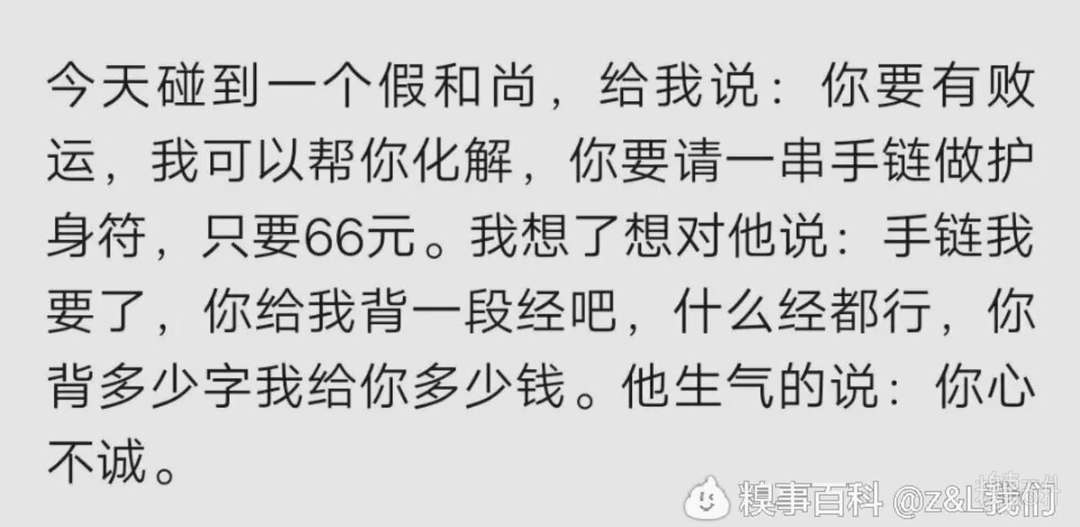 今天碰到一个假和尚，给我说：你要有败
运，我可以帮你化解，你要请一串手链做护
身符，只要66元。我想了想对他说：手链我
要了，你给我背一段经吧，什么经都行，你
背多少字我给你多少钱。他生气的说：你心
不诚。
糗事百科 @z&L我们